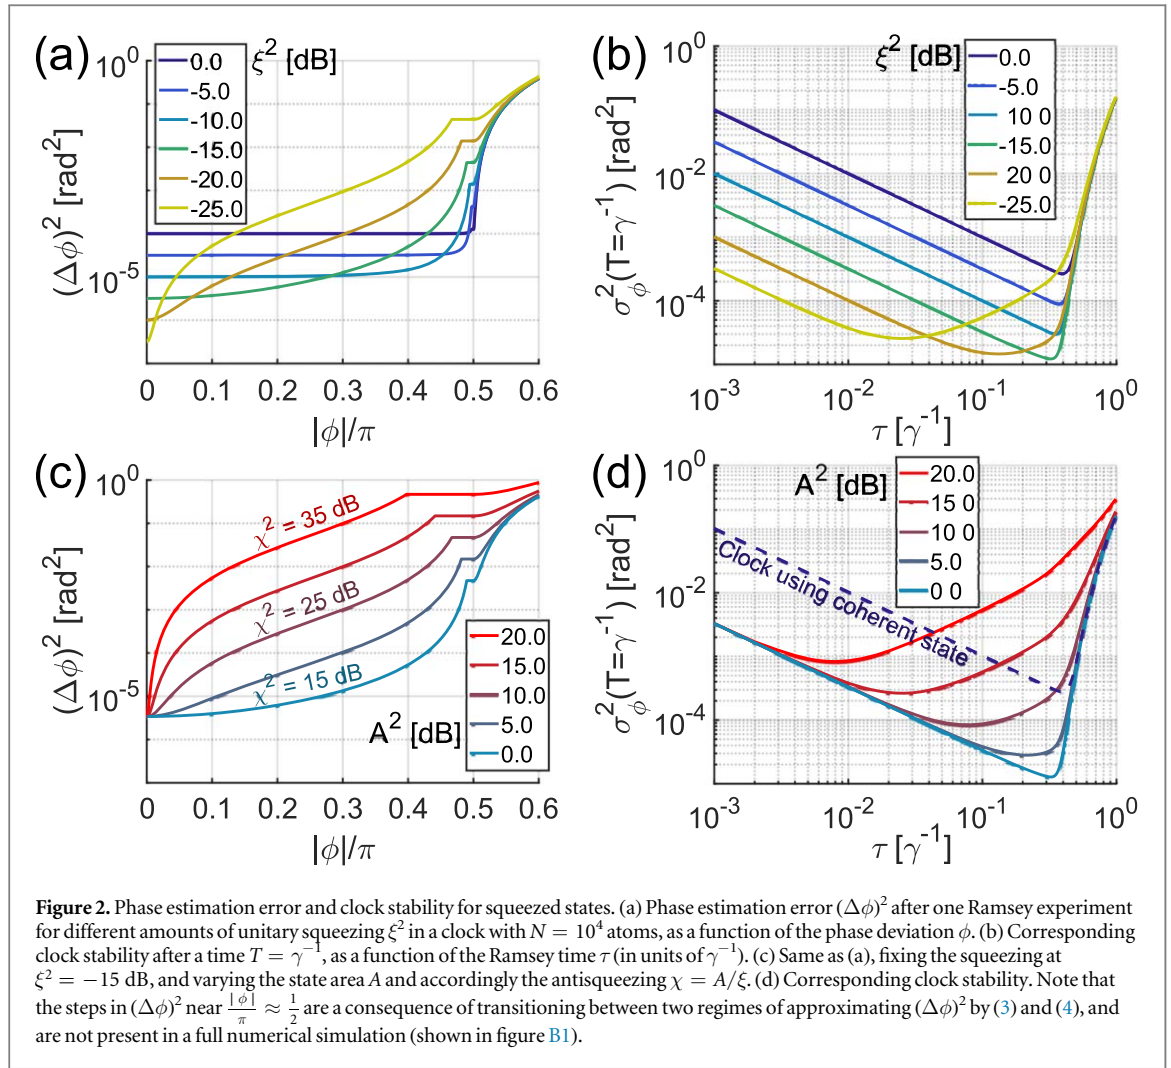 (a)
10^0
10^-5
(Δϕ)^2 [rad^2]
ξ^2 [dB]
0.0
-5.0
-10.0
-15.0
-20.0
-25.0
0 0.1 0.2 0.3 0.4 0.5 0.6
|ϕ|/π
(b)
10^0
10^-2
10^-4
σ^2_ϕ(T=γ^-1) [rad^2]
ξ^2 [dB]
0.0
-5.0
10 0
-15.0
20 0
-25.0
10^-3 10^-2 10^-1 10^0
τ [γ^-1]
(c)
10^0
10^-5
(Δϕ)^2 [rad^2]
χ^2 = 35 dB
χ^2 = 25 dB
χ^2 = 15 dB
A^2 [dB]
20.0
15.0
10.0
5.0
0.0
0 0.1 0.2 0.3 0.4 0.5 0.6
|ϕ|/π
(d)
10^0
10^-2
10^-4
σ^2_ϕ(T=γ^-1) [rad^2]
A^2 [dB]
20.0
15 0
10 0
5.0
0 0
Clock using coherent state
10^-3 10^-2 10^-1 10^0
τ [γ^-1]
Figure 2. Phase estimation error and clock stability for squeezed states. (a) Phase estimation error (Δϕ)^2 after one Ramsey experiment
for different amounts of unitary squeezing ξ^2 in a clock with N = 10^4 atoms, as a function of the phase deviation ϕ. (b) Corresponding
clock stability after a time T = γ^-1, as a function of the Ramsey time τ (in units of γ^-1). (c) Same as (a), fixing the squeezing at
ξ^2 = −15 dB, and varying the state area A and accordingly the antisqueezing χ = A/ξ. (d) Corresponding clock stability. Note that
the steps in (Δϕ)^2 near |ϕ|/π ≈ 1/2 are a consequence of transitioning between two regimes of approximating (Δϕ)^2 by (3) and (4), and
are not present in a full numerical simulation (shown in figure B1).